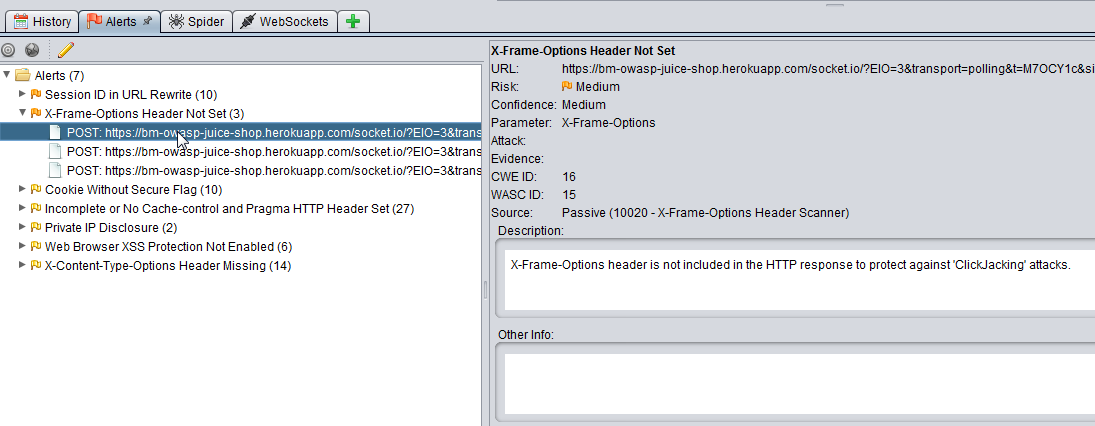 History
Alerts
Spider
WebSockets
Alerts (7)
Session ID in URL Rewrite (10)
X-Frame-Options Header Not Set (3)
POST: https://bm-owasp-juice-shop.herokuapp.com/socket.io/?EIO=3&trans
POST: https://bm-owasp-juice-shop.herokuapp.com/socket.io/?EIO=3&trans
POST: https://bm-owasp-juice-shop.herokuapp.com/socket.io/?EIO=3&trans
Cookie Without Secure Flag (10)
Incomplete or No Cache-control and Pragma HTTP Header Set (27)
Private IP Disclosure (2)
Web Browser XSS Protection Not Enabled (6)
X-Content-Type-Options Header Missing (14)
X-Frame-Options Header Not Set
URL: https://bm-owasp-juice-shop.herokuapp.com/socket.io/?EIO=3&transport=polling&t=M7OCY1c&si
Risk: Medium
Confidence: Medium
Parameter: X-Frame-Options
Attack:
Evidence:
CWE ID: 16
WASC ID: 15
Source: Passive (10020 - X-Frame-Options Header Scanner)
Description:
X-Frame-Options header is not included in the HTTP response to protect against 'ClickJacking' attacks.
Other Info: